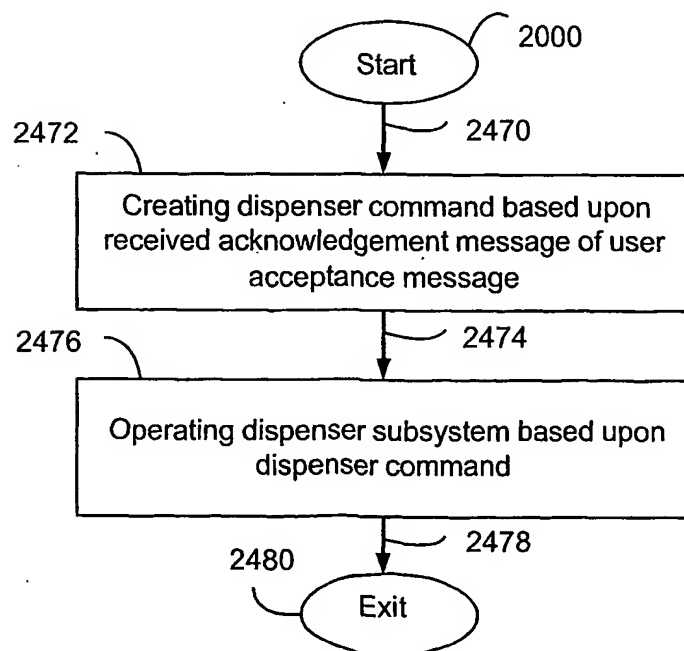 2000
Start
2470
2472
Creating dispenser command based upon
received acknowledgement message of user
acceptance message
2474
2476
Operating dispenser subsystem based upon
dispenser command
2478
2480
Exit